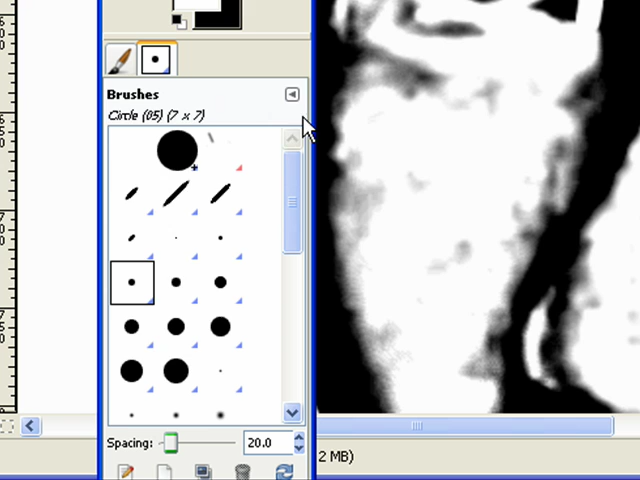 Brushes
Circle (05) (7 x 7)
Spacing:
20.0
2 MB)